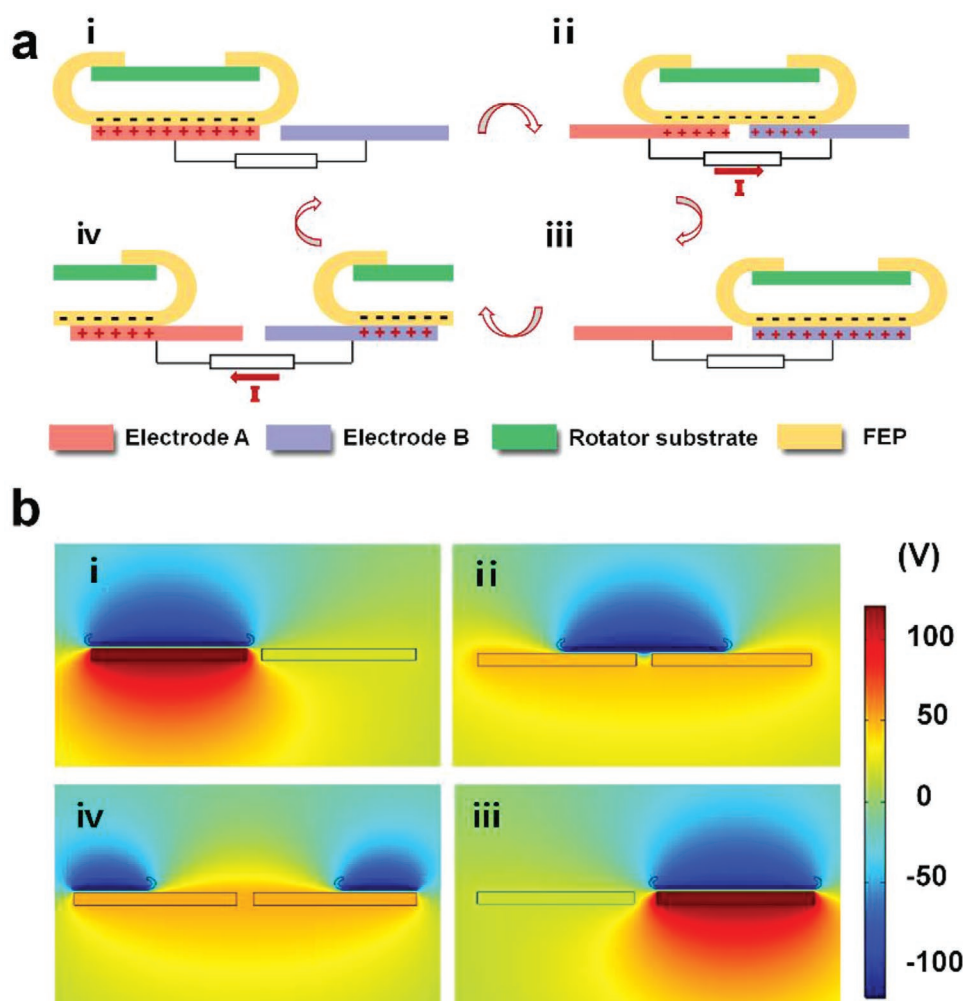 a
i
ii
- - - - - - - - - -
- - - - - - - - - -
+ + + + + + + + + +
+ + + + + + + + + +
I
iv
iii
- - - - - -
- - - - - -
- - - - - - - - - -
+ + + + +
+ + + + +
+ + + + + + + + + +
I
Electrode A Electrode B Rotator substrate FEP
b
i
ii
(V)
100
50
0
iv
iii
-50
-100